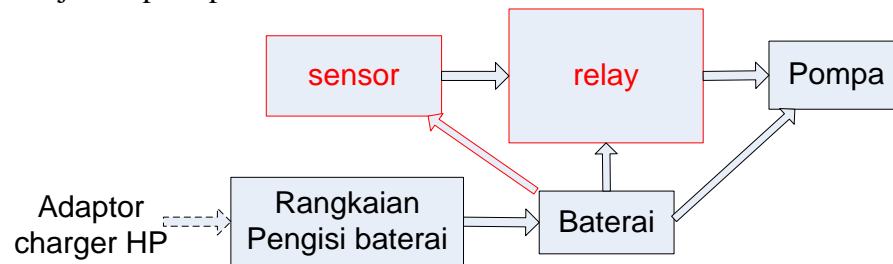 sensor
relay
Pompa
Adaptor
charger HP
Rangkaian
Pengisi baterai
Baterai